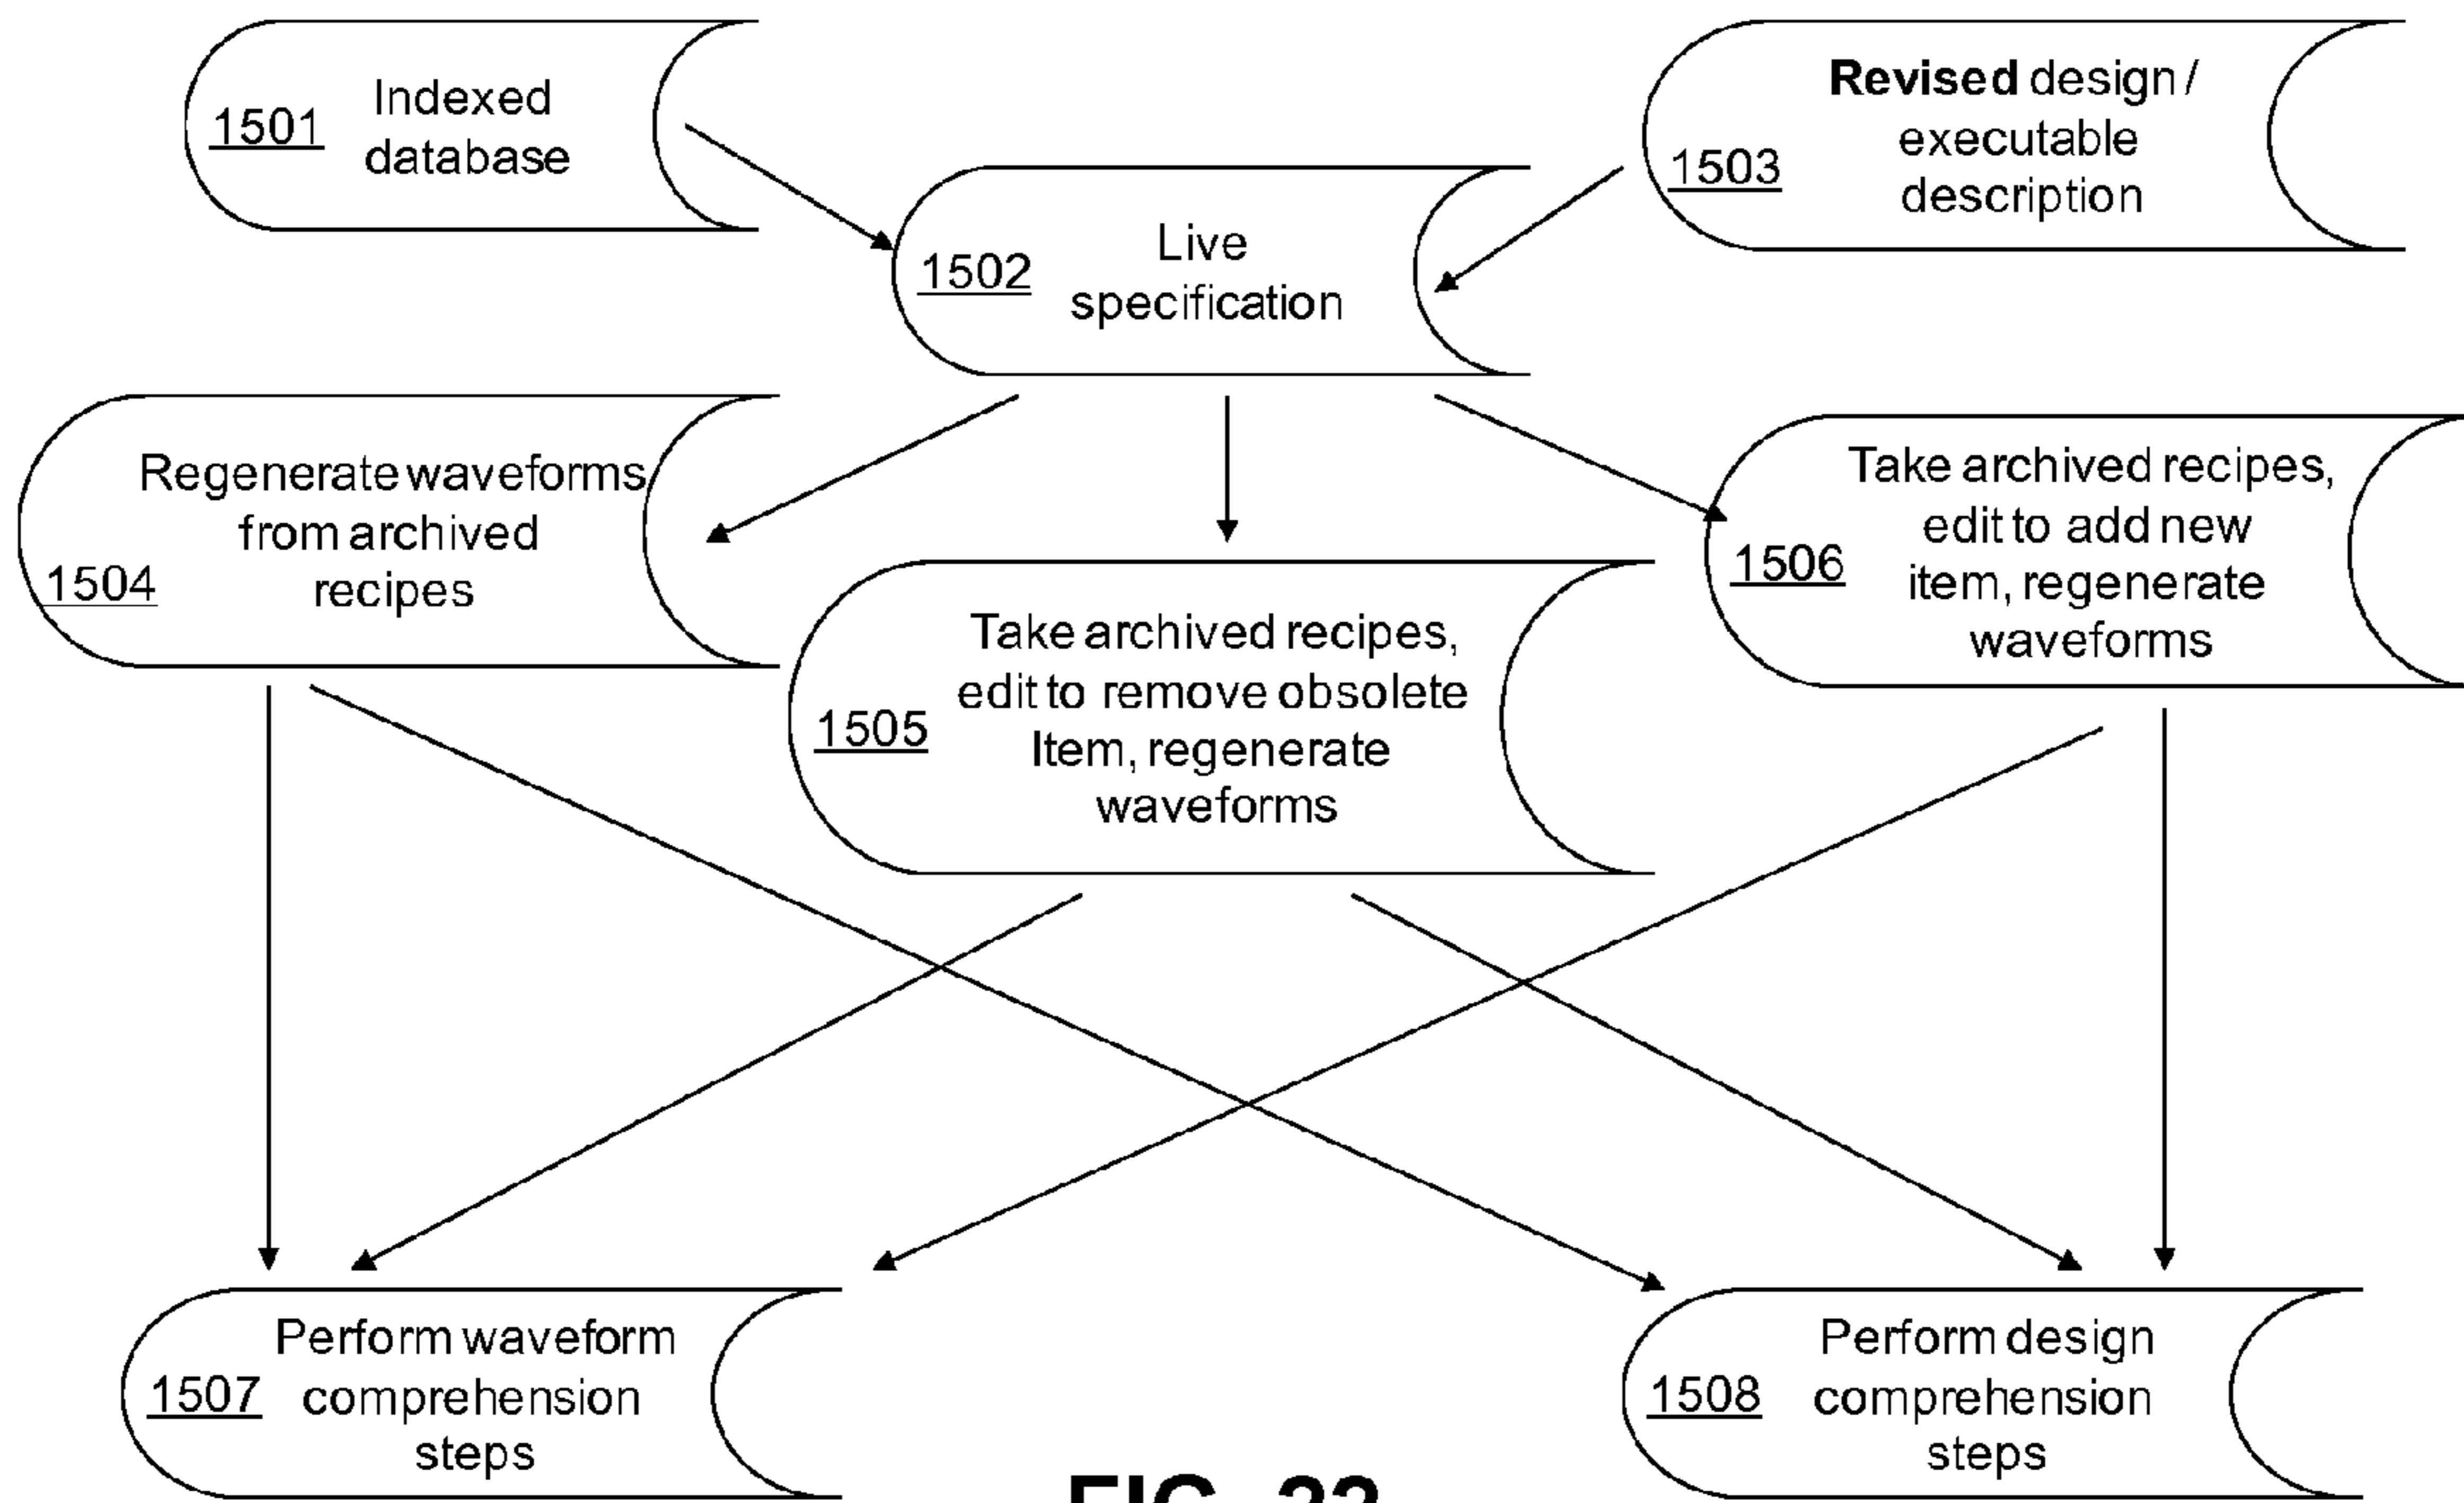 1501
Indexed
database
Revised design /
executable
description
1503
Live
specification
1502
Regenerate waveforms
from archived
recipes
1504
Take archived recipes,
edit to remove obsolete
Item, regenerate
waveforms
1505
Take archived recipes,
edit to add new
item, regenerate
waveforms
1506
Perform waveform
comprehension
steps
1507
Perform design
comprehension
steps
1508